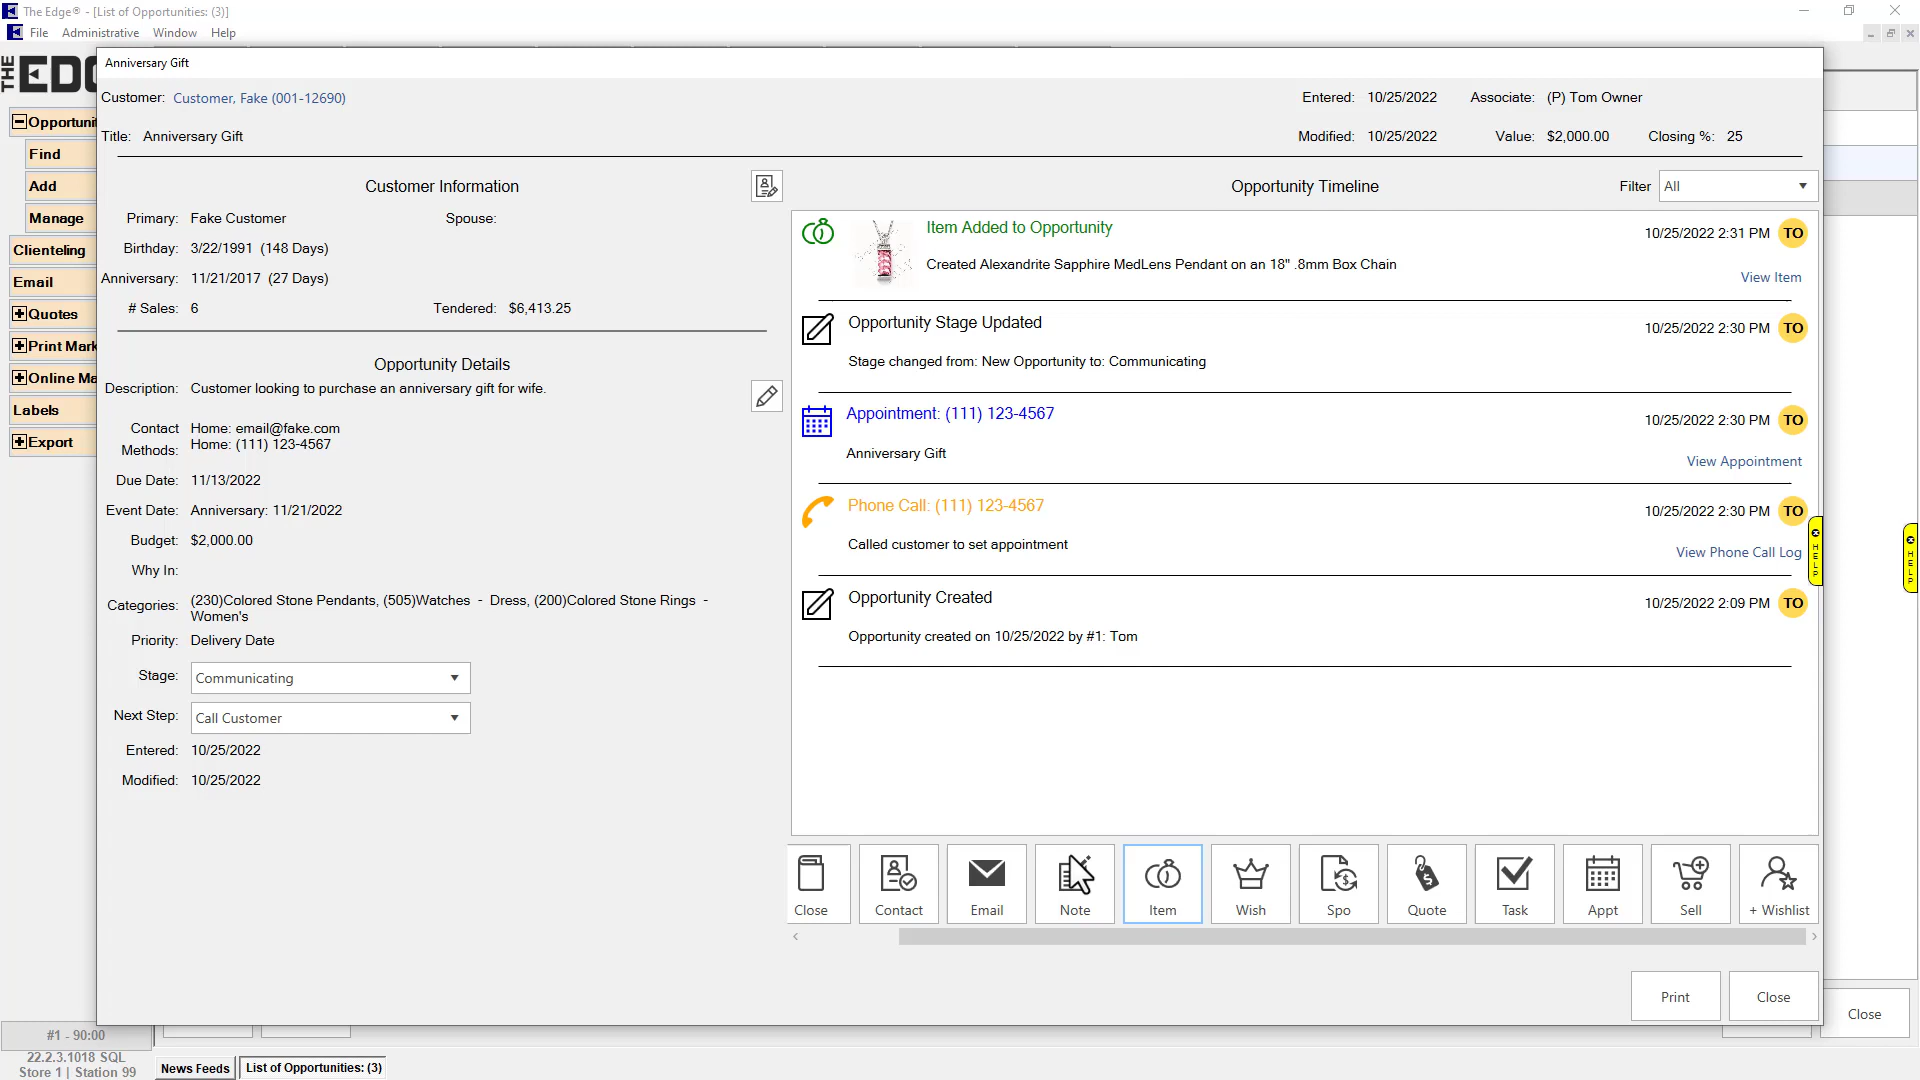 The Edge® - [List of Opportunities: (3)]
File Administrative Window Help
THE EDG
Anniversary Gift
Customer: Customer, Fake (001-12690)
Entered: 10/25/2022 Associate: (P) Tom Owner
Title: Anniversary Gift
Modified: 10/25/2022 Value: $2,000.00 Closing %: 25
Opportuni
Find
Add
Manage
Clienteling
Email
Quotes
Print Mark
Online Ma
Labels
Export
Customer Information
Primary: Fake Customer Spouse:
Birthday: 3/22/1991 (148 Days)
Anniversary: 11/21/2017 (27 Days)
# Sales: 6 Tendered: $6,413.25
Opportunity Details
Description: Customer looking to purchase an anniversary gift for wife.
Contact Methods: Home: email@fake.com
Home: (111) 123-4567
Due Date: 11/13/2022
Event Date: Anniversary: 11/21/2022
Budget: $2,000.00
Why In:
Categories: (230)Colored Stone Pendants, (505)Watches - Dress, (200)Colored Stone Rings -
Women's
Priority: Delivery Date
Stage: Communicating
Next Step: Call Customer
Entered: 10/25/2022
Modified: 10/25/2022
Opportunity Timeline Filter All
Item Added to Opportunity 10/25/2022 2:31 PM TO
Created Alexandrite Sapphire MedLens Pendant on an 18" .8mm Box Chain
View Item
Opportunity Stage Updated 10/25/2022 2:30 PM TO
Stage changed from: New Opportunity to: Communicating
Appointment: (111) 123-4567 10/25/2022 2:30 PM TO
Anniversary Gift
View Appointment
Phone Call: (111) 123-4567 10/25/2022 2:30 PM TO
Called customer to set appointment
View Phone Call Log
Opportunity Created 10/25/2022 2:09 PM TO
Opportunity created on 10/25/2022 by #1: Tom
HELP
HELP
Close Contact Email Note Item Wish Spo Quote Task Appt Sell + Wishlist
Print Close
Close
#1 - 90:00
22.2.3.1018 SQL
Store 1 | Station 99
News Feeds List of Opportunities: (3)